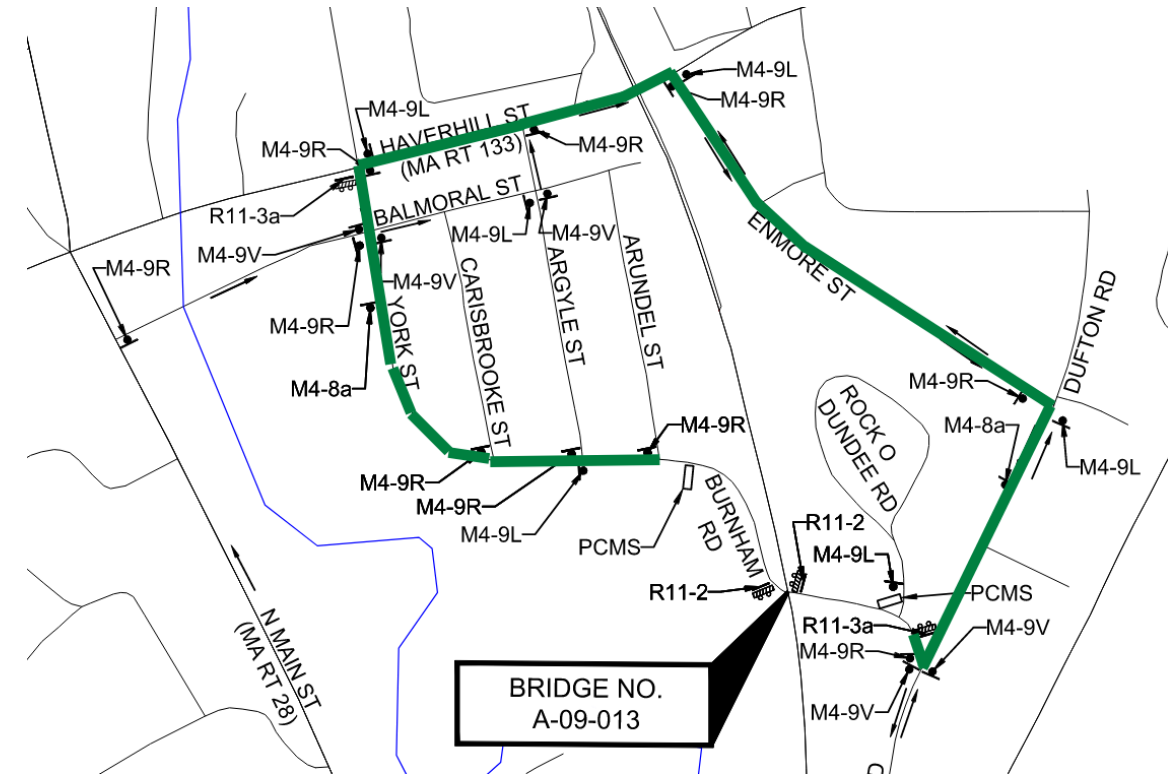 M4-9L
M4-9R
M4-9L
HAVERHILL ST
(MA RT 133)
M4-9R
M4-9R
R11-3a
BALMORAL ST
M4-9V
M4-9L
M4-9V
M4-9R
M4-9V
M4-9R
M4-8a
YORK ST
CARISBROOKE ST
ARGYLE ST
ARUNDEL ST
ENMORE ST
DUFTON RD
M4-9R
M4-8a
M4-9L
ROCK O
DUNDEE RD
M4-9R
M4-9R
M4-9R
M4-9L
PCMS
BURNHAM
RD
R11-2
M4-9L
R11-2
PCMS
R11-3a
M4-9V
M4-9R
M4-9V
N MAIN ST
(MA RT 28)
BRIDGE NO.
A-09-013